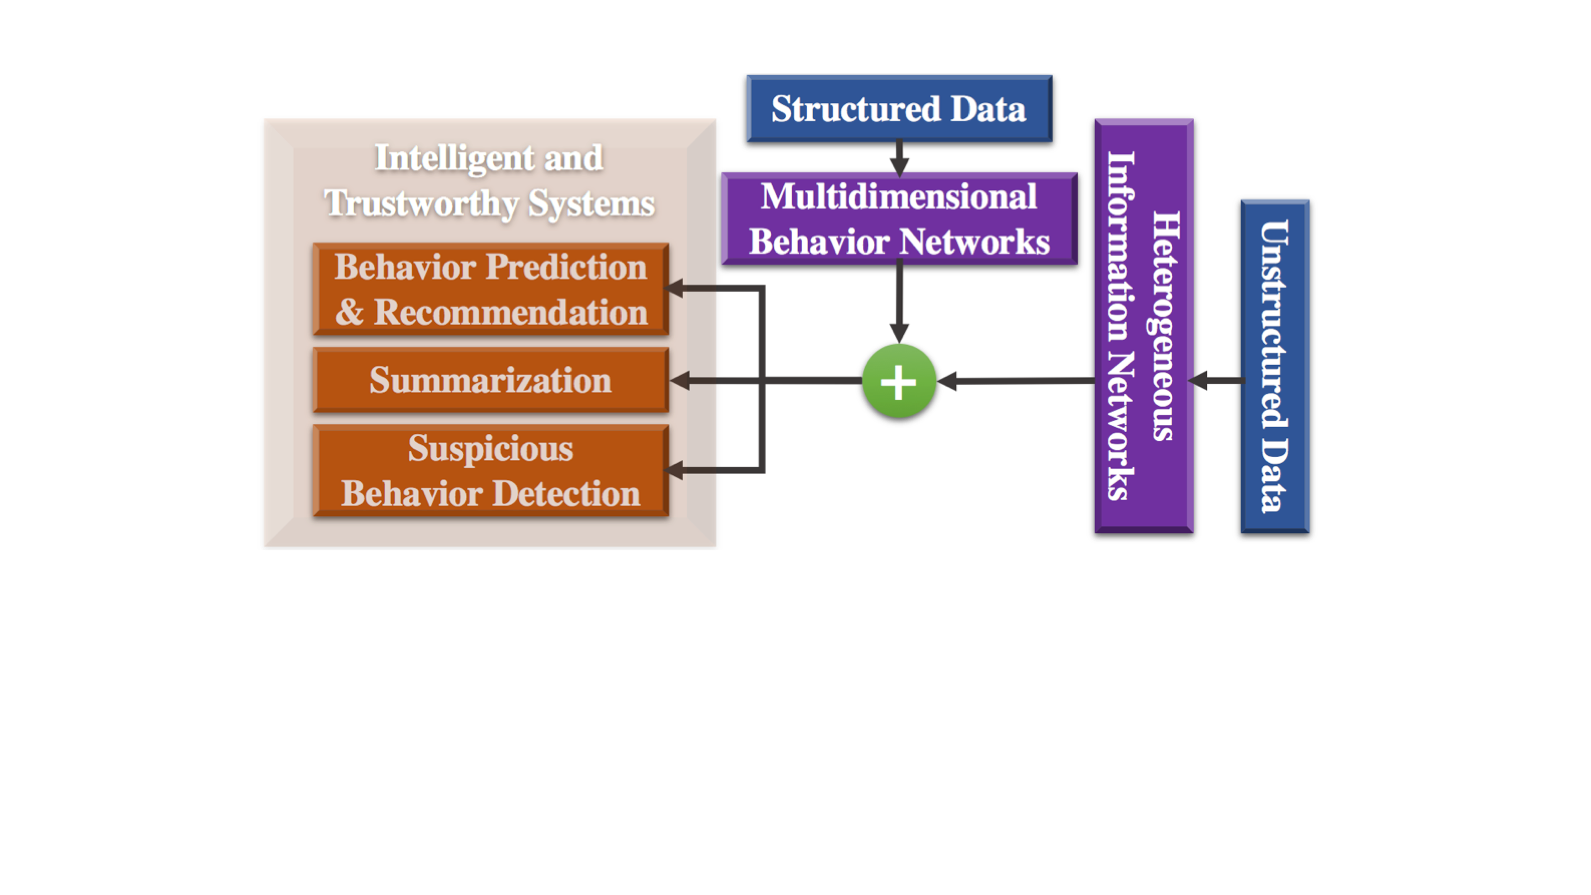 Structured Data
Intelligent and
Trustworthy Systems
Multidimensional
Behavior Networks
Behavior Prediction
& Recommendation
Summarization
Suspicious
Behavior Detection
+
Heterogeneous
Information Networks
Unstructured Data